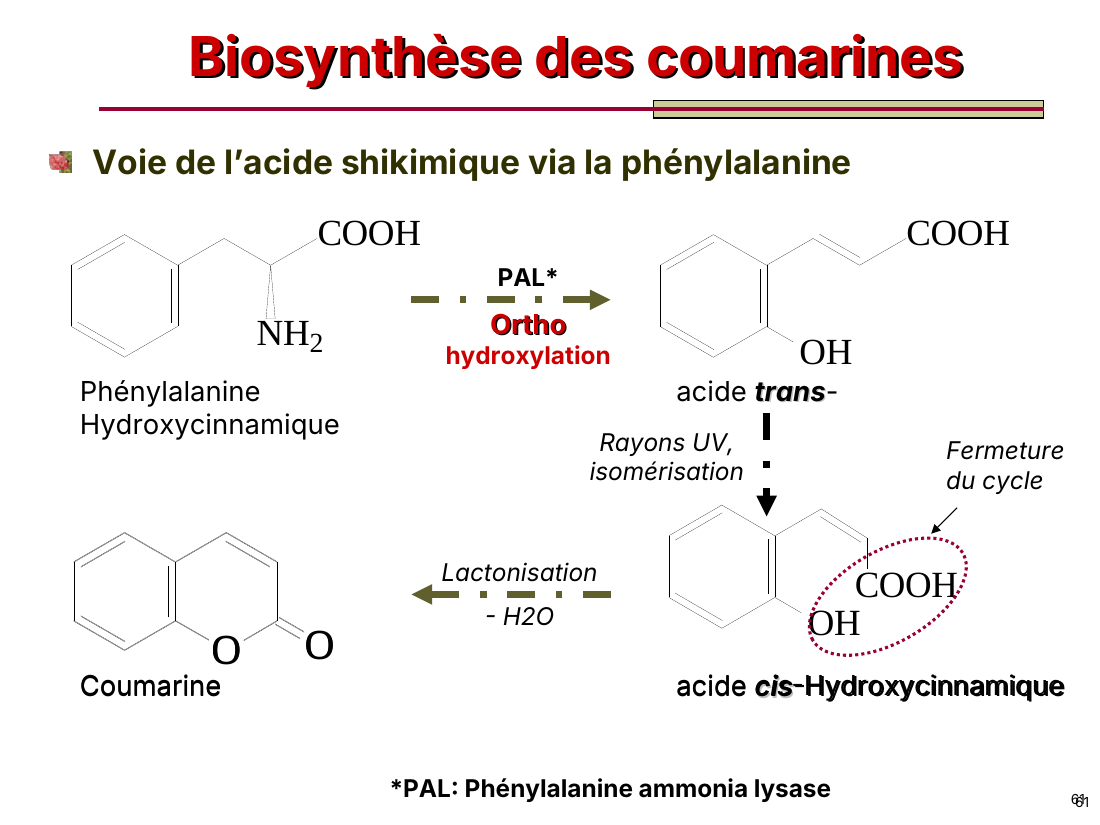 Biosynthèse des coumarines
Voie de l’acide shikimique via la phénylalanine
COOH
NH2
PAL*
Ortho
hydroxylation
COOH
OH
Phénylalanine
Hydroxycinnamique
acide trans-
Rayons UV,
isomérisation
Fermeture
du cycle
COOH
OH
Lactonisation
- H2O
O
O
Coumarine
acide cis-Hydroxycinnamique
*PAL: Phénylalanine ammonia lysase
61